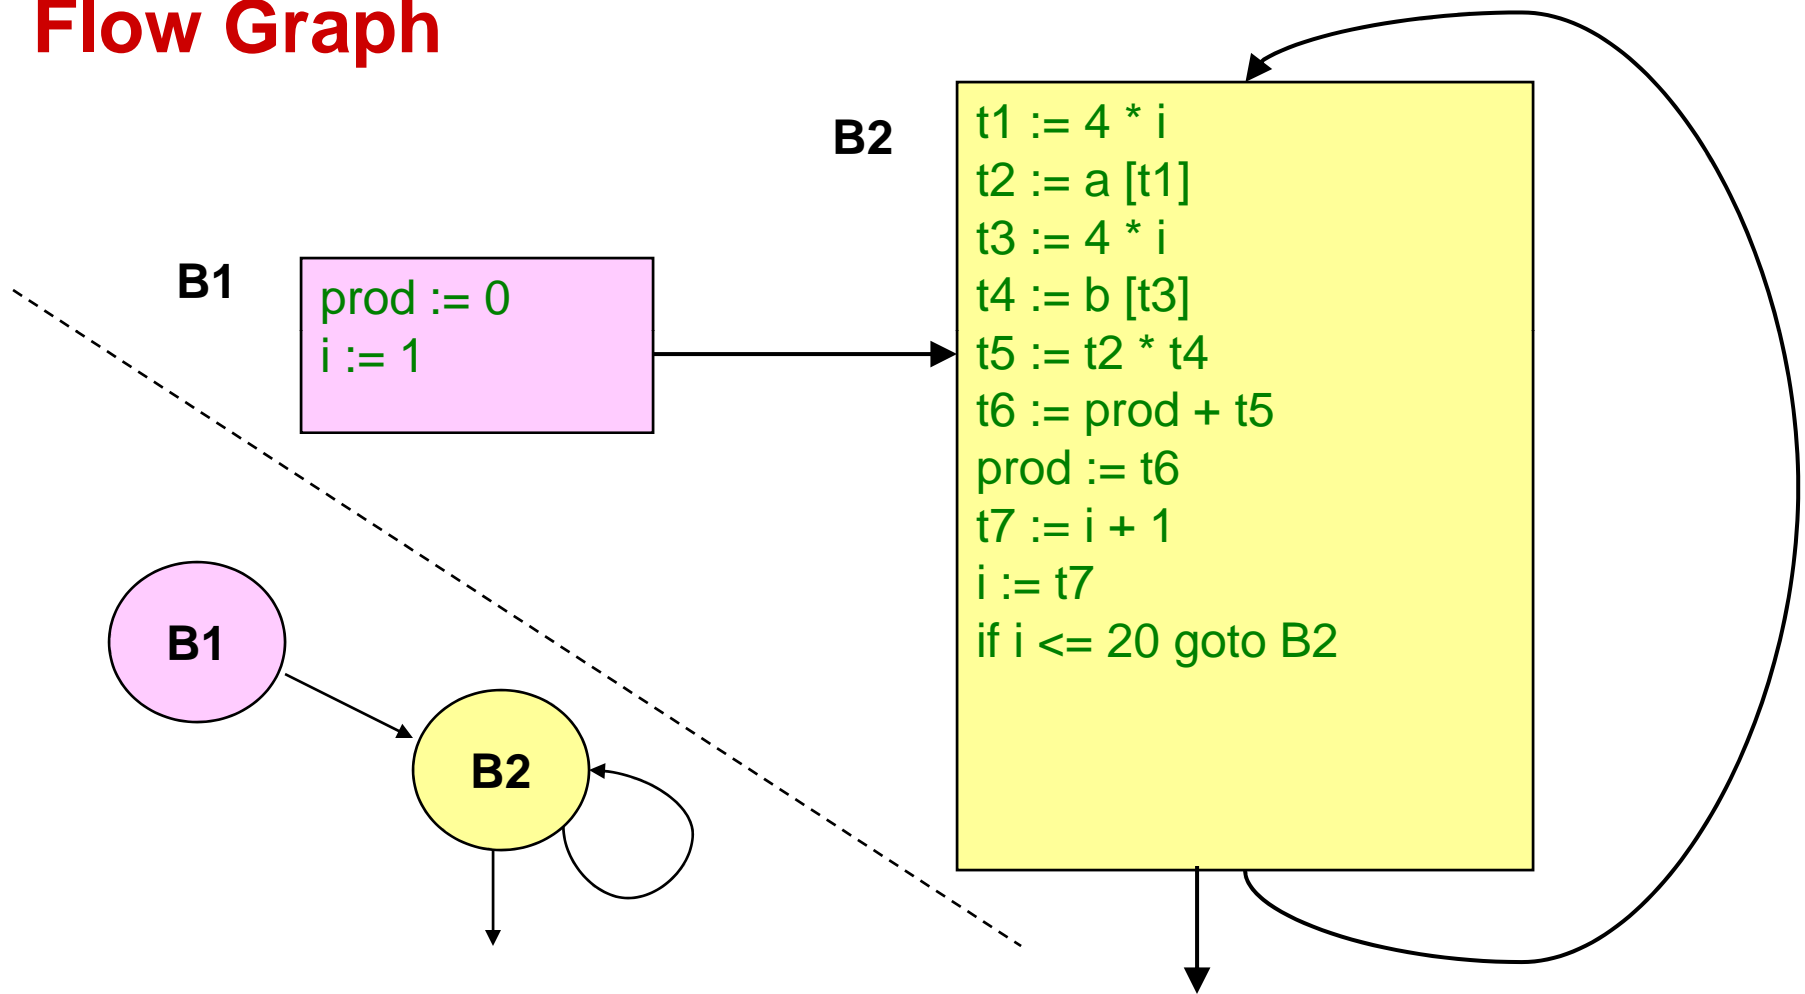 Flow Graph
B2
t1 := 4 * i
t2 := a [t1]
t3 := 4 * i
t4 := b [t3]
t5 := t2 * t4
t6 := prod + t5
prod := t6
t7 := i + 1
i := t7
if i <= 20 goto B2
B1
prod := 0
i := 1
B1
B2